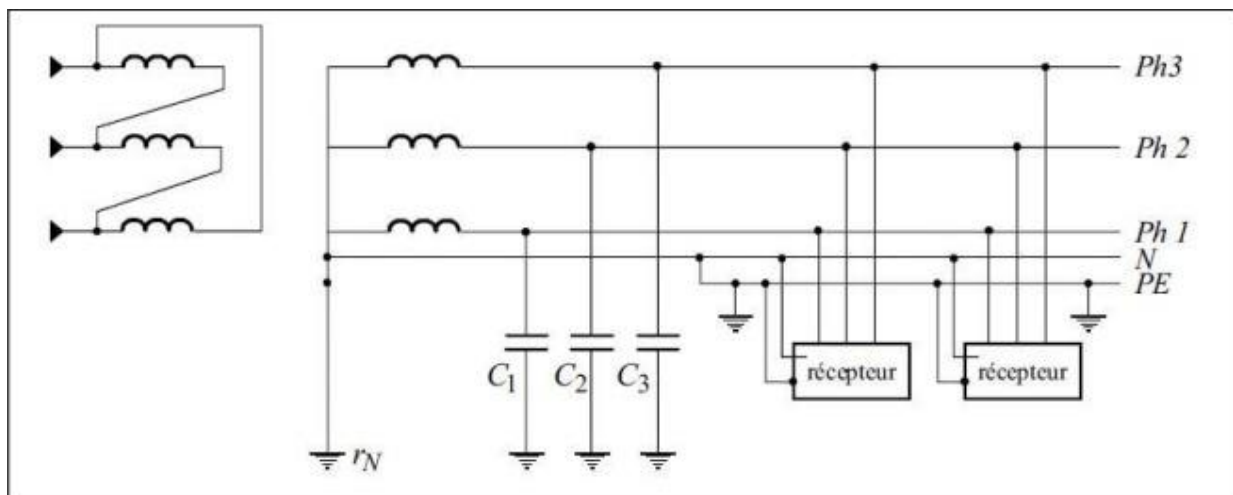 Ph3
Ph 2
Ph 1
N
PE
C1 C2 C3
récepteur récepteur
rN